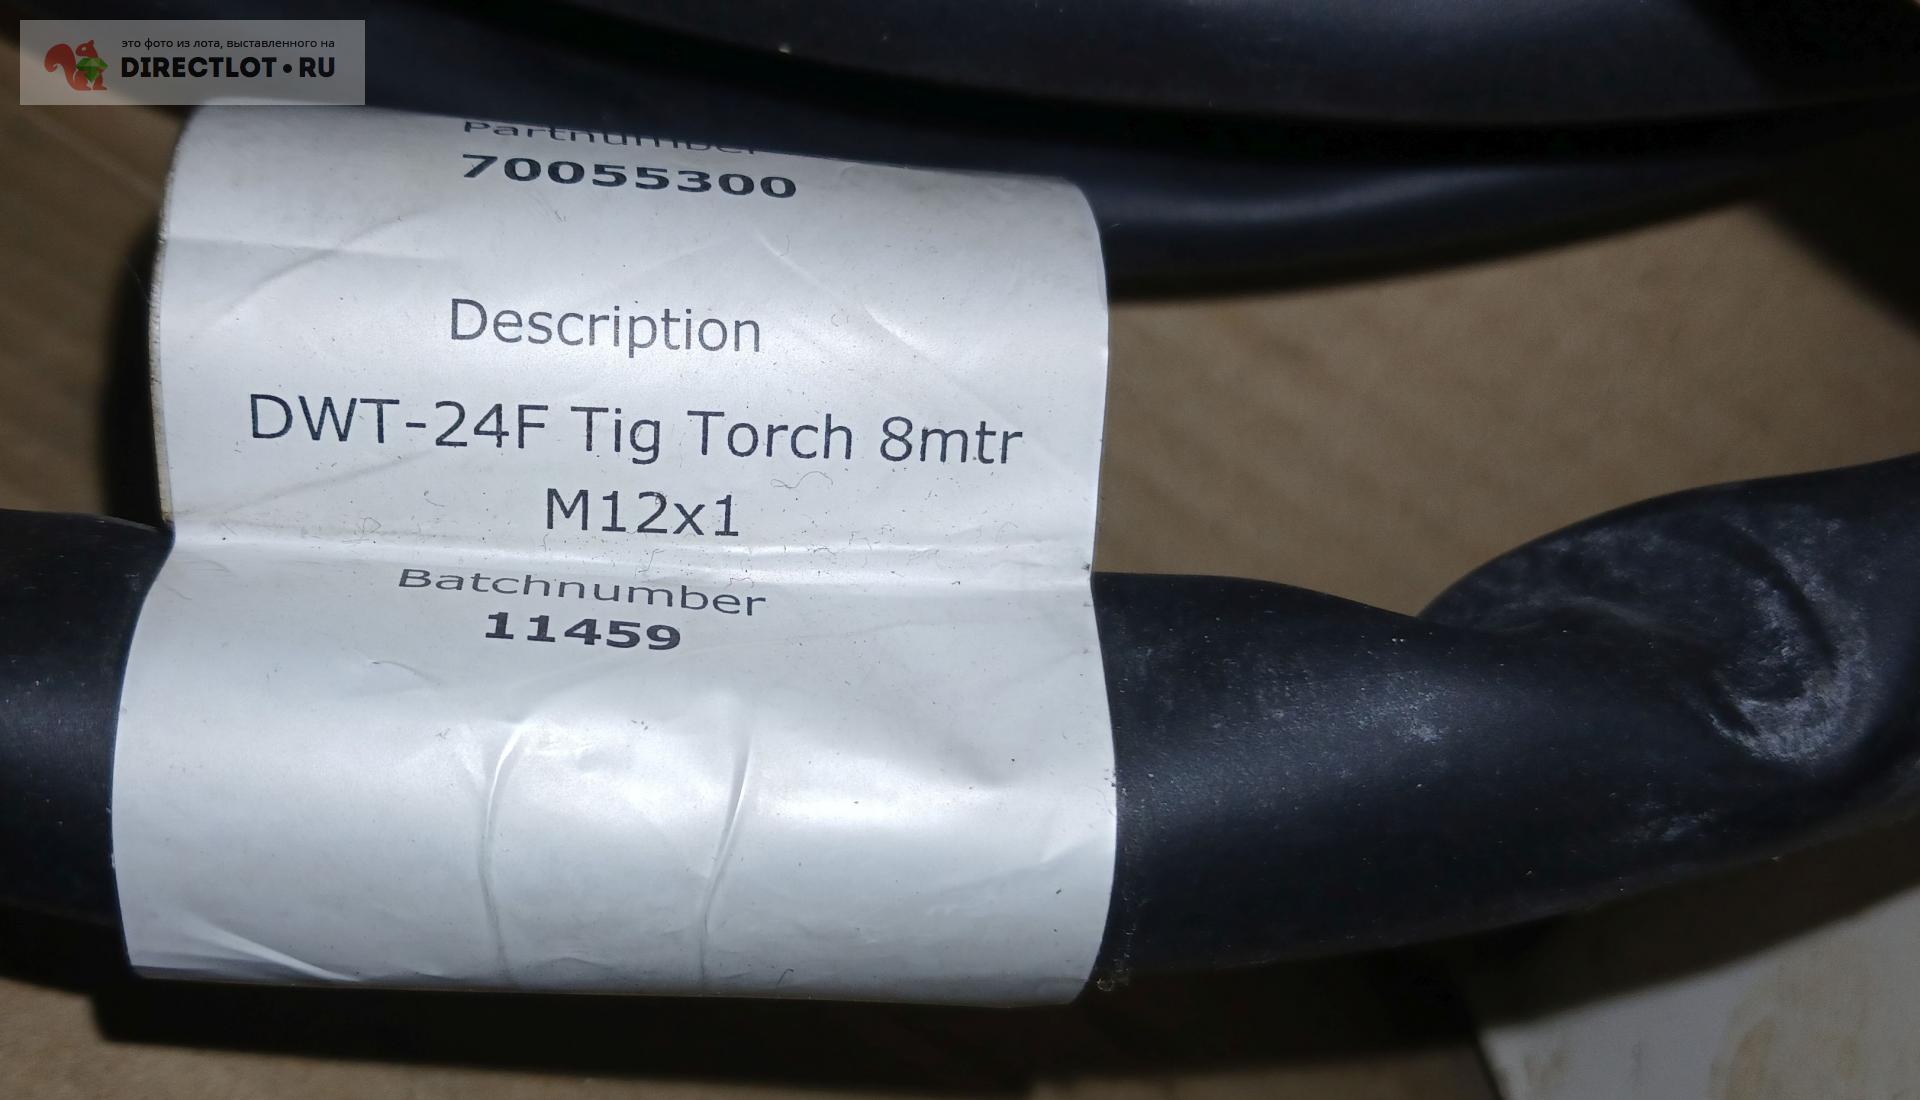 это фото из лота, выставленного на
DIRECTLOT•RU
Partnumber
70055300
Description
DWT-24F Tig Torch 8mtr
M12x1
Batchnumber
11459